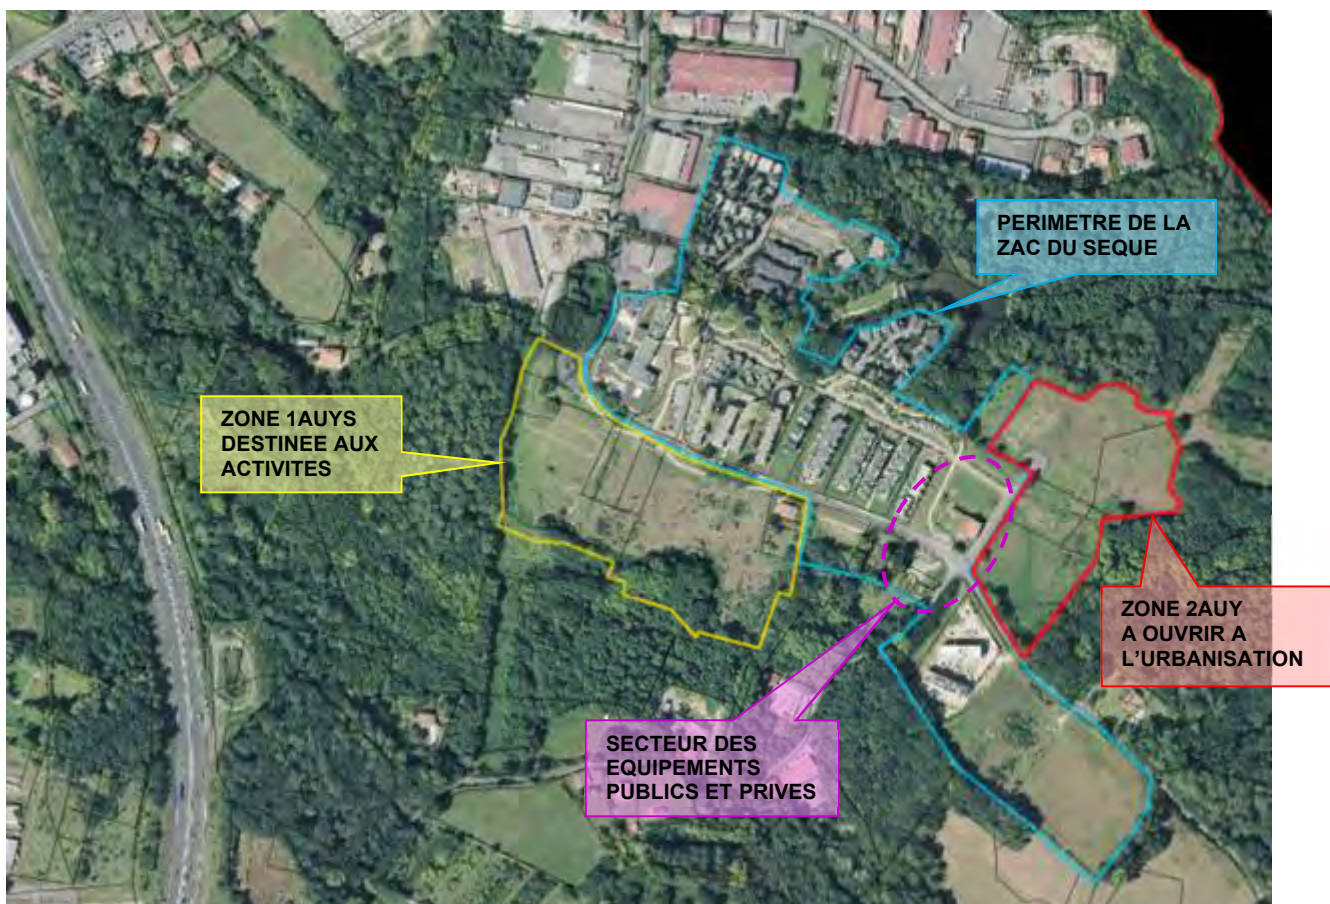 PERIMETRE DE LA
ZAC DU SEQUE
ZONE 1AUYS
DESTINEE AUX
ACTIVITES
ZONE 2AUY
A OUVRIR A
L'URBANISATION
SECTEUR DES
EQUIPEMENTS
PUBLICS ET PRIVES